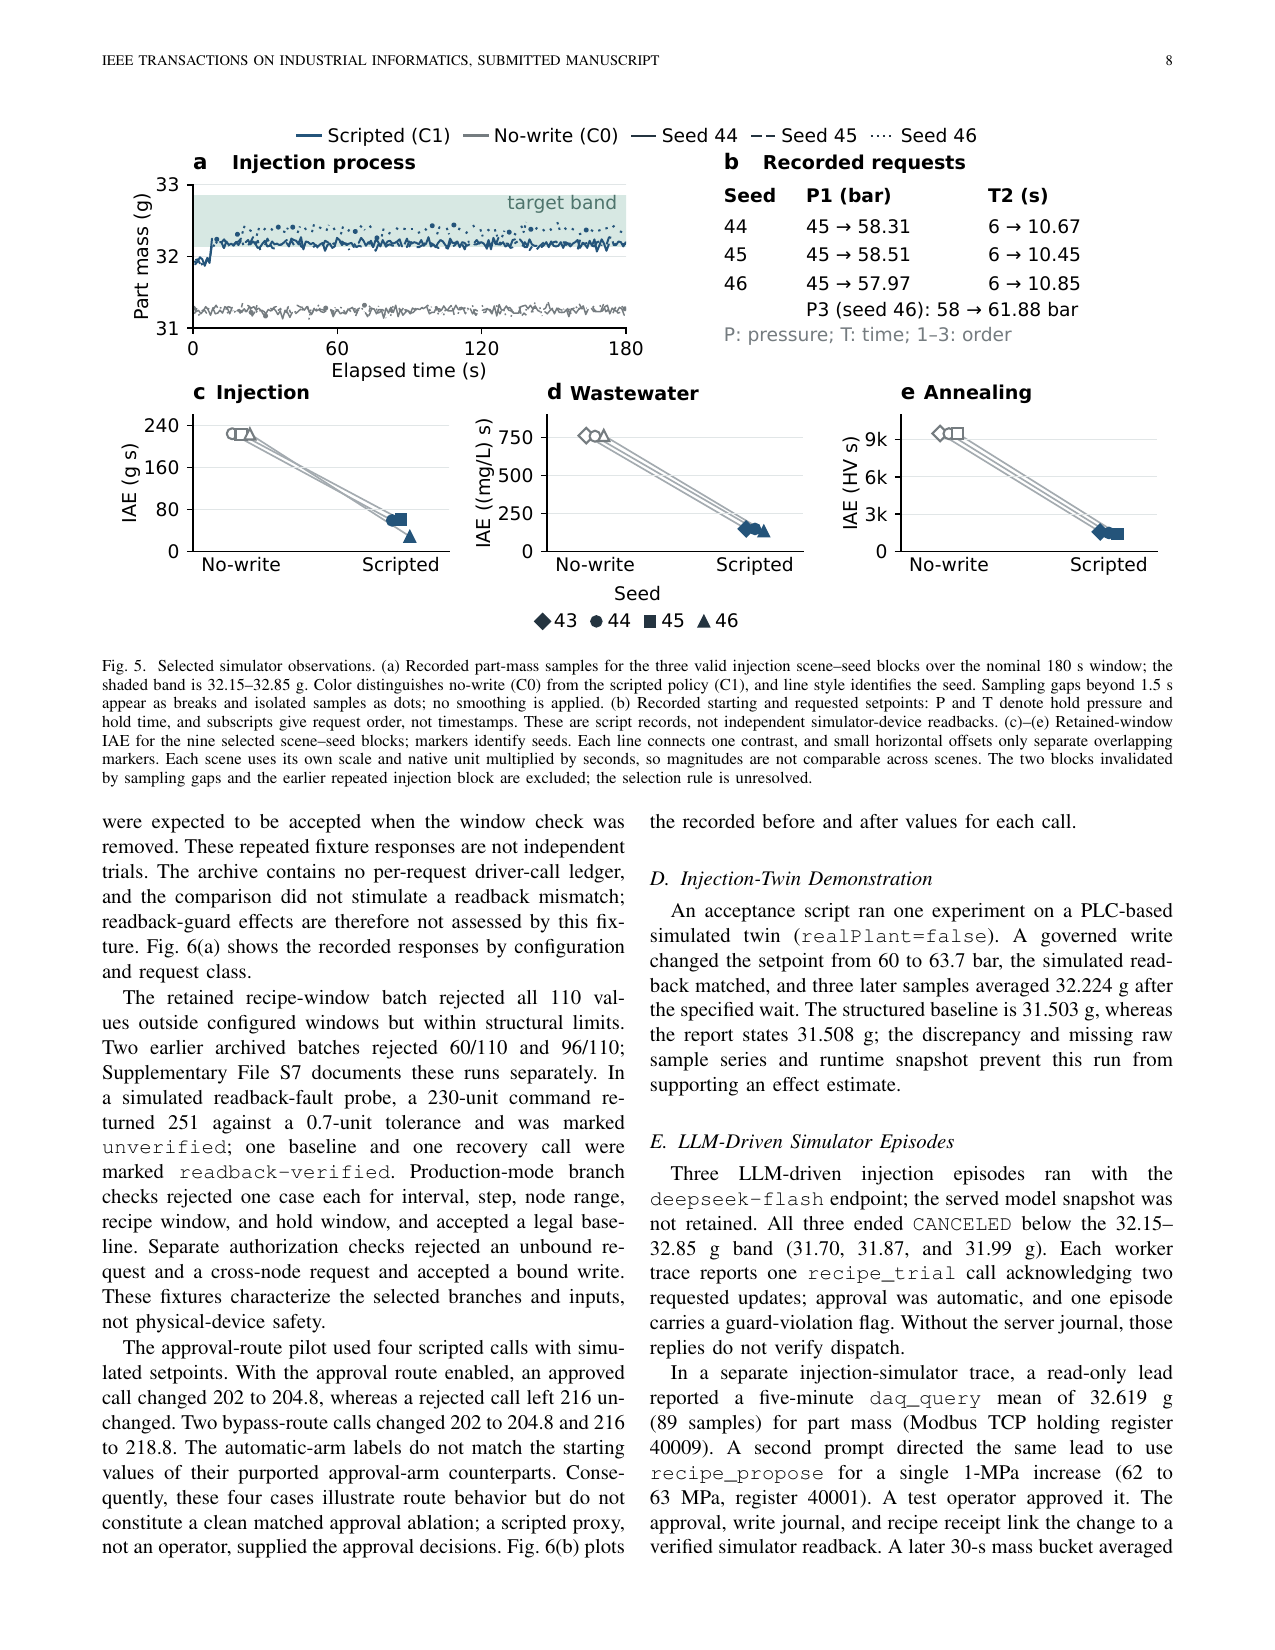 IEEE TRANSACTIONS ON INDUSTRIAL INFORMATICS, SUBMITTED MANUSCRIPT 8
Scripted (C1) No-write (C0) Seed 44 Seed 45 Seed 46
a Injection process
Part mass (g)
33
32
31
target band
0 60 120 180
Elapsed time (s)
b Recorded requests
Seed P1 (bar) T2 (s)
44 45 → 58.31 6 → 10.67
45 45 → 58.51 6 → 10.45
46 45 → 57.97 6 → 10.85
P3 (seed 46): 58 → 61.88 bar
P: pressure; T: time; 1–3: order
c Injection
IAE (g s)
240
160
80
0
No-write Scripted
d Wastewater
IAE ((mg/L) s)
750
500
250
0
No-write Scripted
e Annealing
IAE (HV s)
9k
6k
3k
0
No-write Scripted
Seed
43 44 45 46
Fig. 5. Selected simulator observations. (a) Recorded part-mass samples for the three valid injection scene–seed blocks over the nominal 180 s window; the
shaded band is 32.15–32.85 g. Color distinguishes no-write (C0) from the scripted policy (C1), and line style identifies the seed. Sampling gaps beyond 1.5 s
appear as breaks and isolated samples as dots; no smoothing is applied. (b) Recorded starting and requested setpoints: P and T denote hold pressure and
hold time, and subscripts give request order, not timestamps. These are script records, not independent simulator-device readbacks. (c)–(e) Retained-window
IAE for the nine selected scene–seed blocks; markers identify seeds. Each line connects one contrast, and small horizontal offsets only separate overlapping
markers. Each scene uses its own scale and native unit multiplied by seconds, so magnitudes are not comparable across scenes. The two blocks invalidated
by sampling gaps and the earlier repeated injection block are excluded; the selection rule is unresolved.
were expected to be accepted when the window check was
removed. These repeated fixture responses are not independent
trials. The archive contains no per-request driver-call ledger,
and the comparison did not stimulate a readback mismatch;
readback-guard effects are therefore not assessed by this fix-
ture. Fig. 6(a) shows the recorded responses by configuration
and request class.
The retained recipe-window batch rejected all 110 val-
ues outside configured windows but within structural limits.
Two earlier archived batches rejected 60/110 and 96/110;
Supplementary File S7 documents these runs separately. In
a simulated readback-fault probe, a 230-unit command re-
turned 251 against a 0.7-unit tolerance and was marked
unverified; one baseline and one recovery call were
marked readback-verified. Production-mode branch
checks rejected one case each for interval, step, node range,
recipe window, and hold window, and accepted a legal base-
line. Separate authorization checks rejected an unbound re-
quest and a cross-node request and accepted a bound write.
These fixtures characterize the selected branches and inputs,
not physical-device safety.
The approval-route pilot used four scripted calls with simu-
lated setpoints. With the approval route enabled, an approved
call changed 202 to 204.8, whereas a rejected call left 216 un-
changed. Two bypass-route calls changed 202 to 204.8 and 216
to 218.8. The automatic-arm labels do not match the starting
values of their purported approval-arm counterparts. Conse-
quently, these four cases illustrate route behavior but do not
constitute a clean matched approval ablation; a scripted proxy,
not an operator, supplied the approval decisions. Fig. 6(b) plots
the recorded before and after values for each call.
D. Injection-Twin Demonstration
An acceptance script ran one experiment on a PLC-based
simulated twin (realPlant=false). A governed write
changed the setpoint from 60 to 63.7 bar, the simulated read-
back matched, and three later samples averaged 32.224 g after
the specified wait. The structured baseline is 31.503 g, whereas
the report states 31.508 g; the discrepancy and missing raw
sample series and runtime snapshot prevent this run from
supporting an effect estimate.
E. LLM-Driven Simulator Episodes
Three LLM-driven injection episodes ran with the
deepseek-flash endpoint; the served model snapshot was
not retained. All three ended CANCELED below the 32.15–
32.85 g band (31.70, 31.87, and 31.99 g). Each worker
trace reports one recipe_trial call acknowledging two
requested updates; approval was automatic, and one episode
carries a guard-violation flag. Without the server journal, those
replies do not verify dispatch.
In a separate injection-simulator trace, a read-only lead
reported a five-minute daq_query mean of 32.619 g
(89 samples) for part mass (Modbus TCP holding register
40009). A second prompt directed the same lead to use
recipe_propose for a single 1-MPa increase (62 to
63 MPa, register 40001). A test operator approved it. The
approval, write journal, and recipe receipt link the change to a
verified simulator readback. A later 30-s mass bucket averaged